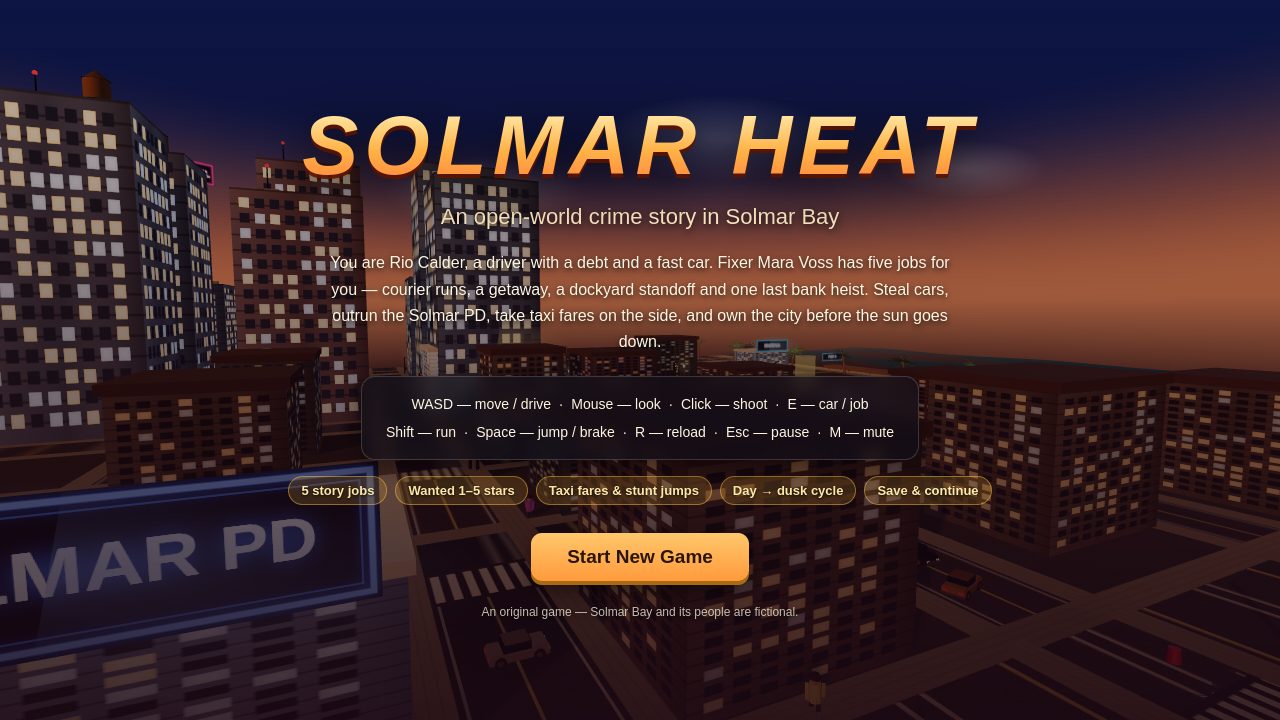 SOLMAR HEAT
An open-world crime story in Solmar Bay
You are Rio Calder, a driver with a debt and a fast car. Fixer Mara Voss has five jobs for
you — courier runs, a getaway, a dockyard standoff and one last bank heist. Steal cars,
outrun the Solmar PD, take taxi fares on the side, and own the city before the sun goes
down.
WASD — move / drive · Mouse — look · Click — shoot · E — car / job
Shift — run · Space — jump / brake · R — reload · Esc — pause · M — mute
5 story jobs
Wanted 1–5 stars
Taxi fares & stunt jumps
Day → dusk cycle
Save & continue
LMAR PD
Start New Game
An original game — Solmar Bay and its people are fictional.